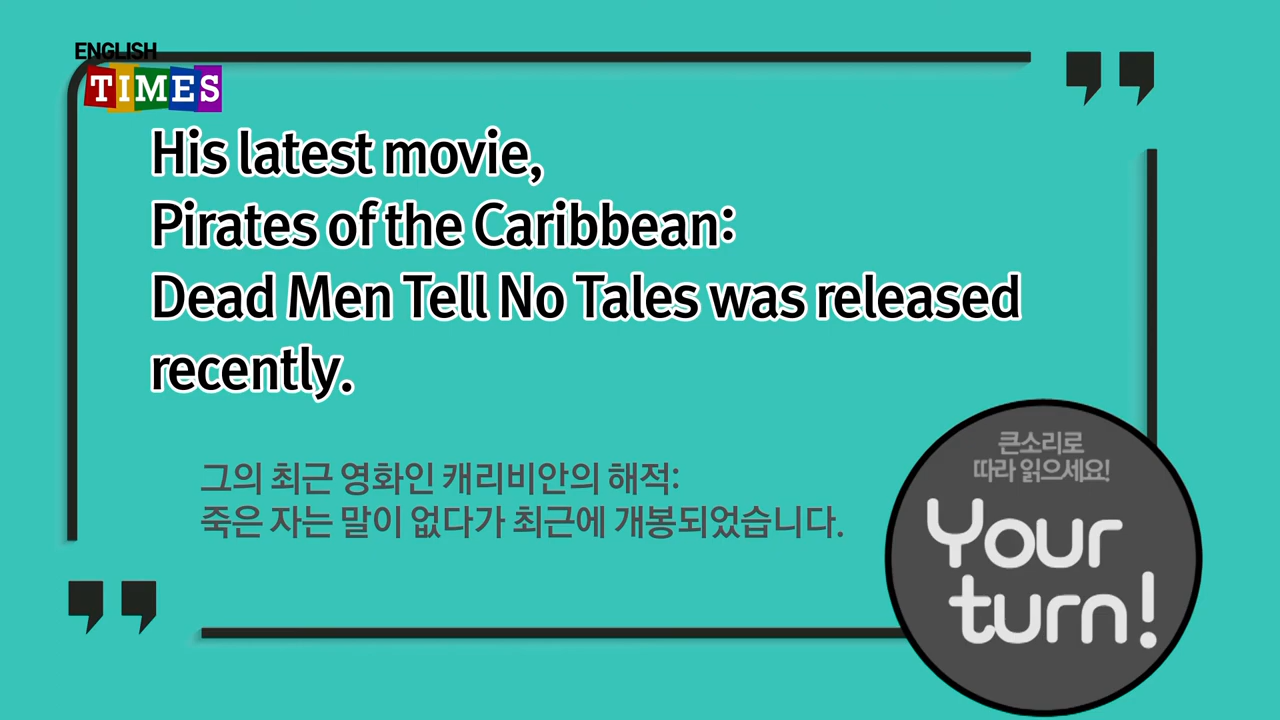 ENGLISH
TIMES
His latest movie,
Pirates of the Caribbean:
Dead Men Tell No Tales was released
recently.
그의 최근 영화인 캐리비안의 해적:
죽은 자는 말이 없다가 최근에 개봉되었습니다.
큰소리로
따라 읽으세요!
Your
turn!